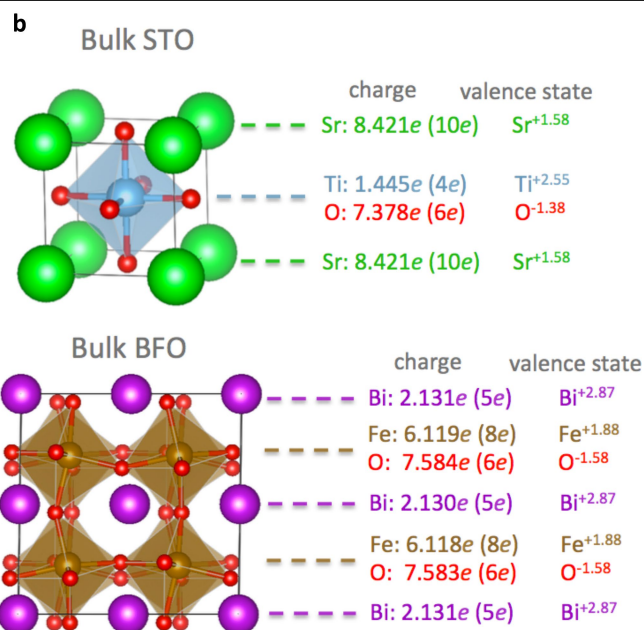 b
Bulk STO
charge valence state
Sr: 8.421e (10e) Sr+1.58
Ti: 1.445e (4e) Ti+2.55
O: 7.378e (6e) O-1.38
Sr: 8.421e (10e) Sr+1.58
Bulk BFO
charge valence state
Bi: 2.131e (5e) Bi+2.87
Fe: 6.119e (8e) Fe+1.88
O: 7.584e (6e) O-1.58
Bi: 2.130e (5e) Bi+2.87
Fe: 6.118e (8e) Fe+1.88
O: 7.583e (6e) O-1.58
Bi: 2.131e (5e) Bi+2.87